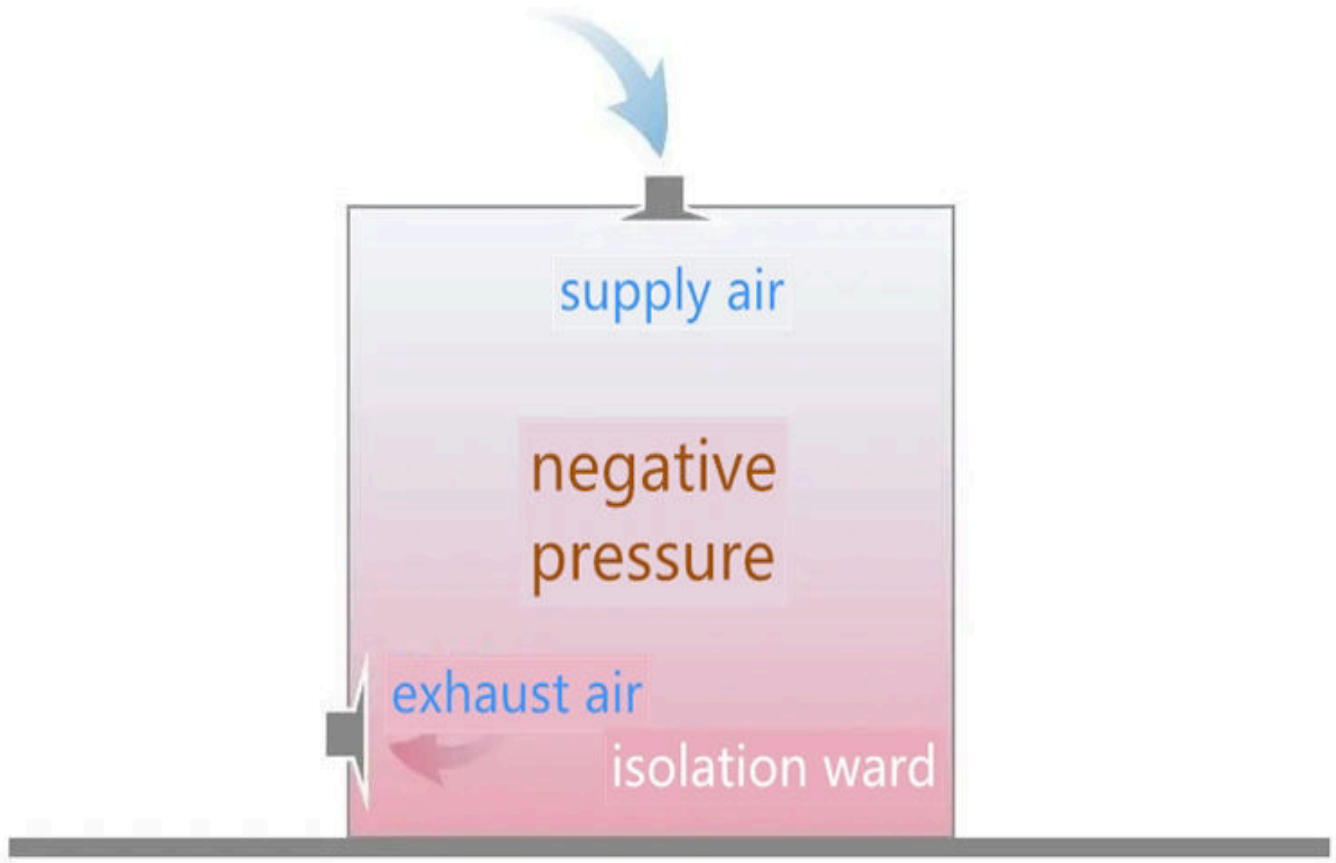 supply air
negative
pressure
exhaust air
isolation ward